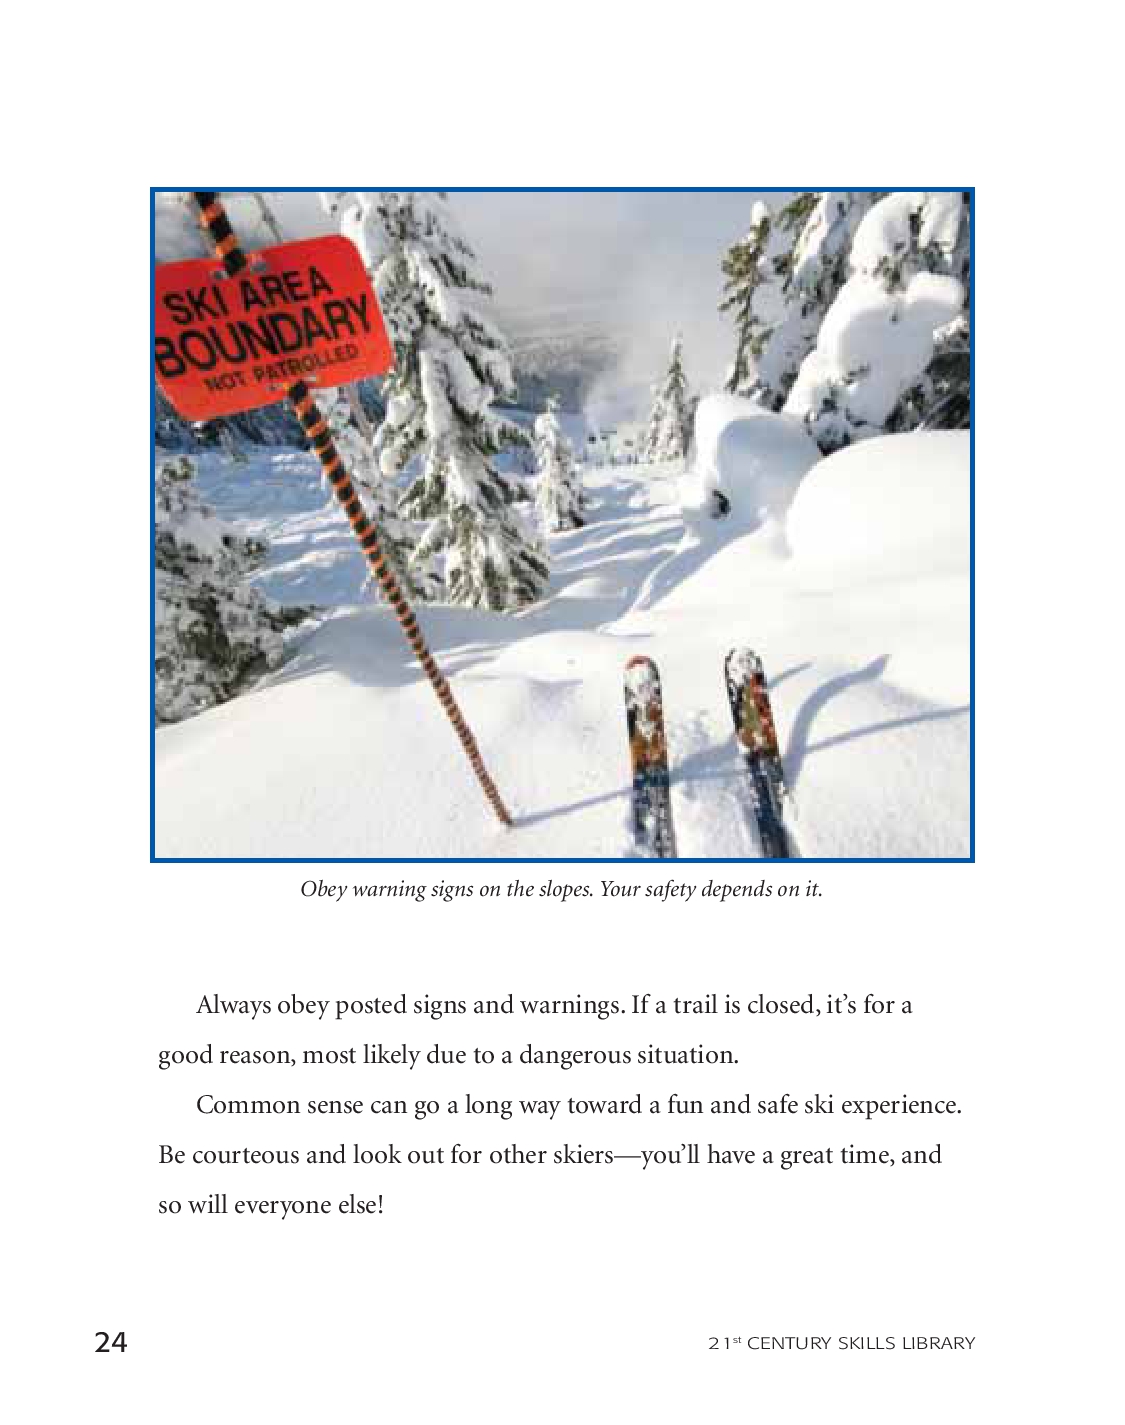 SKI AREA
BOUNDARY
NOT PATROLLED
Obey warning signs on the slopes. Your safety depends on it.
Always obey posted signs and warnings. If a trail is closed, it’s for a
good reason, most likely due to a dangerous situation.
Common sense can go a long way toward a fun and safe ski experience.
Be courteous and look out for other skiers—you’ll have a great time, and
so will everyone else!
24
21st CENTURY SKILLS LIBRARY